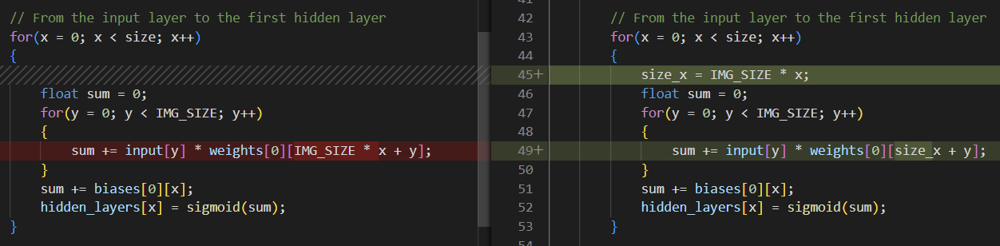 // From the input layer to the first hidden layer
for(x = 0; x < size; x++)
{
    float sum = 0;
    for(y = 0; y < IMG_SIZE; y++)
    {
        sum += input[y] * weights[0][IMG_SIZE * x + y];
    }
    sum += biases[0][x];
    hidden_layers[x] = sigmoid(sum);
}
41
42 // From the input layer to the first hidden layer
43 for(x = 0; x < size; x++)
44 {
45+     size_x = IMG_SIZE * x;
46     float sum = 0;
47     for(y = 0; y < IMG_SIZE; y++)
48     {
49+         sum += input[y] * weights[0][size_x + y];
50     }
51     sum += biases[0][x];
52     hidden_layers[x] = sigmoid(sum);
53 }
54